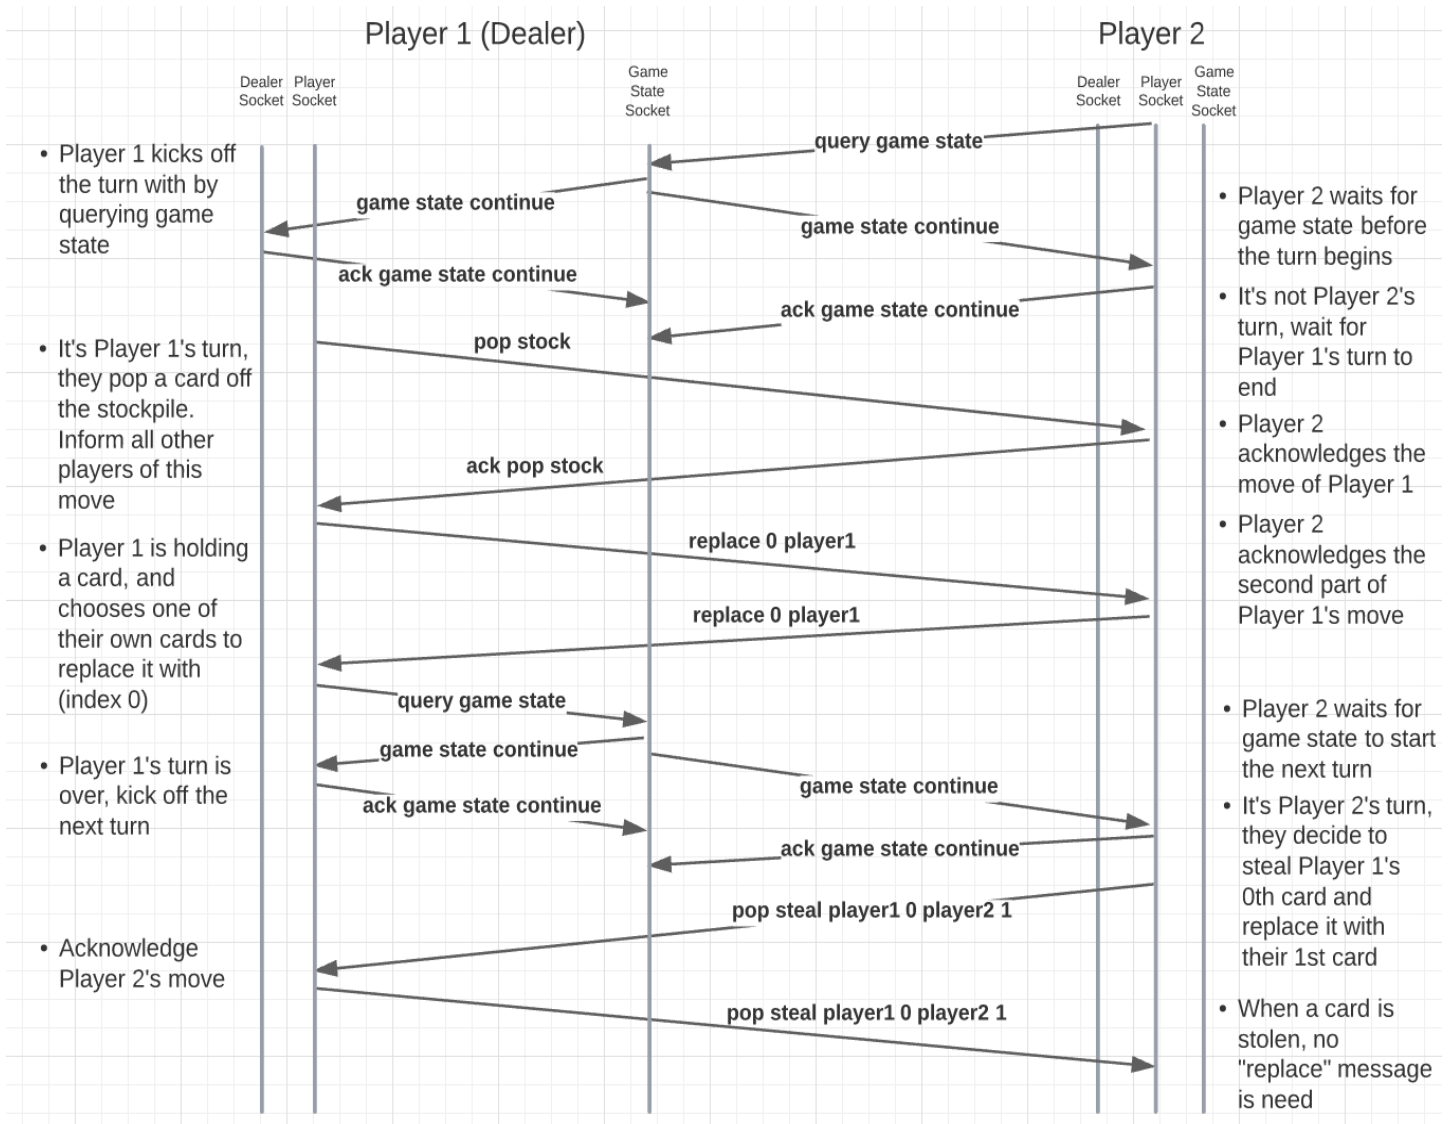 Player 1 (Dealer)
Player 2
Dealer
Socket
Player
Socket
Game
State
Socket
Dealer
Socket
Player
Socket
Game
State
Socket
• Player 1 kicks off
the turn with by
querying game
state
• It's Player 1's turn,
they pop a card off
the stockpile.
Inform all other
players of this
move
• Player 1 is holding
a card, and
chooses one of
their own cards to
replace it with
(index 0)
• Player 1's turn is
over, kick off the
next turn
• Acknowledge
Player 2's move
query game state
game state continue
game state continue
ack game state continue
ack game state continue
pop stock
ack pop stock
replace 0 player1
replace 0 player1
query game state
game state continue
game state continue
ack game state continue
ack game state continue
pop steal player1 0 player2 1
pop steal player1 0 player2 1
• Player 2 waits for
game state before
the turn begins
• It's not Player 2's
turn, wait for
Player 1's turn to
end
• Player 2
acknowledges the
move of Player 1
• Player 2
acknowledges the
second part of
Player 1's move
• Player 2 waits for
game state to start
the next turn
• It's Player 2's turn,
they decide to
steal Player 1's
0th card and
replace it with
their 1st card
• When a card is
stolen, no
"replace" message
is need